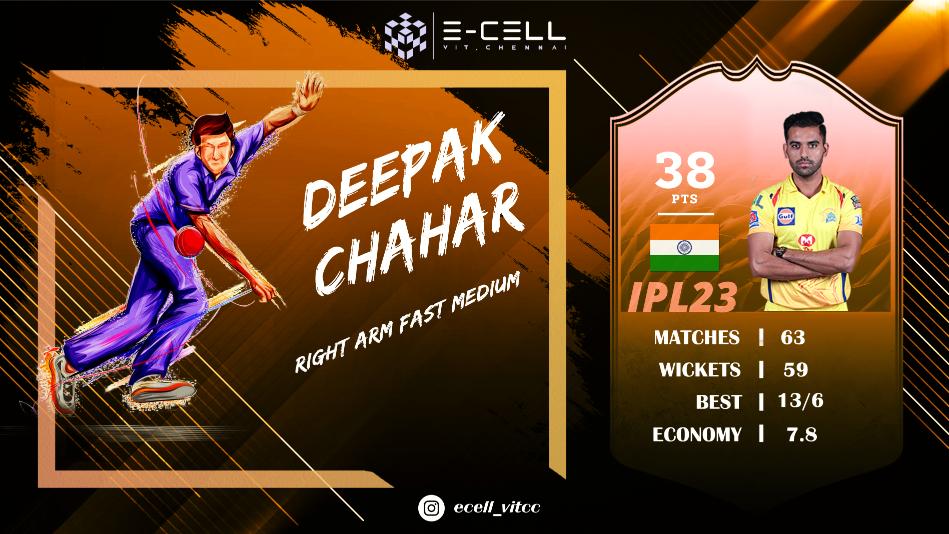 E-CELL
VIT, CHENNAI
DEEPAK
CHAHAR
RIGHT ARM FAST MEDIUM
38
PTS
IPL23
Gulf
MATCHES | 63
WICKETS | 59
BEST | 13/6
ECONOMY | 7.8
ecell_vitcc